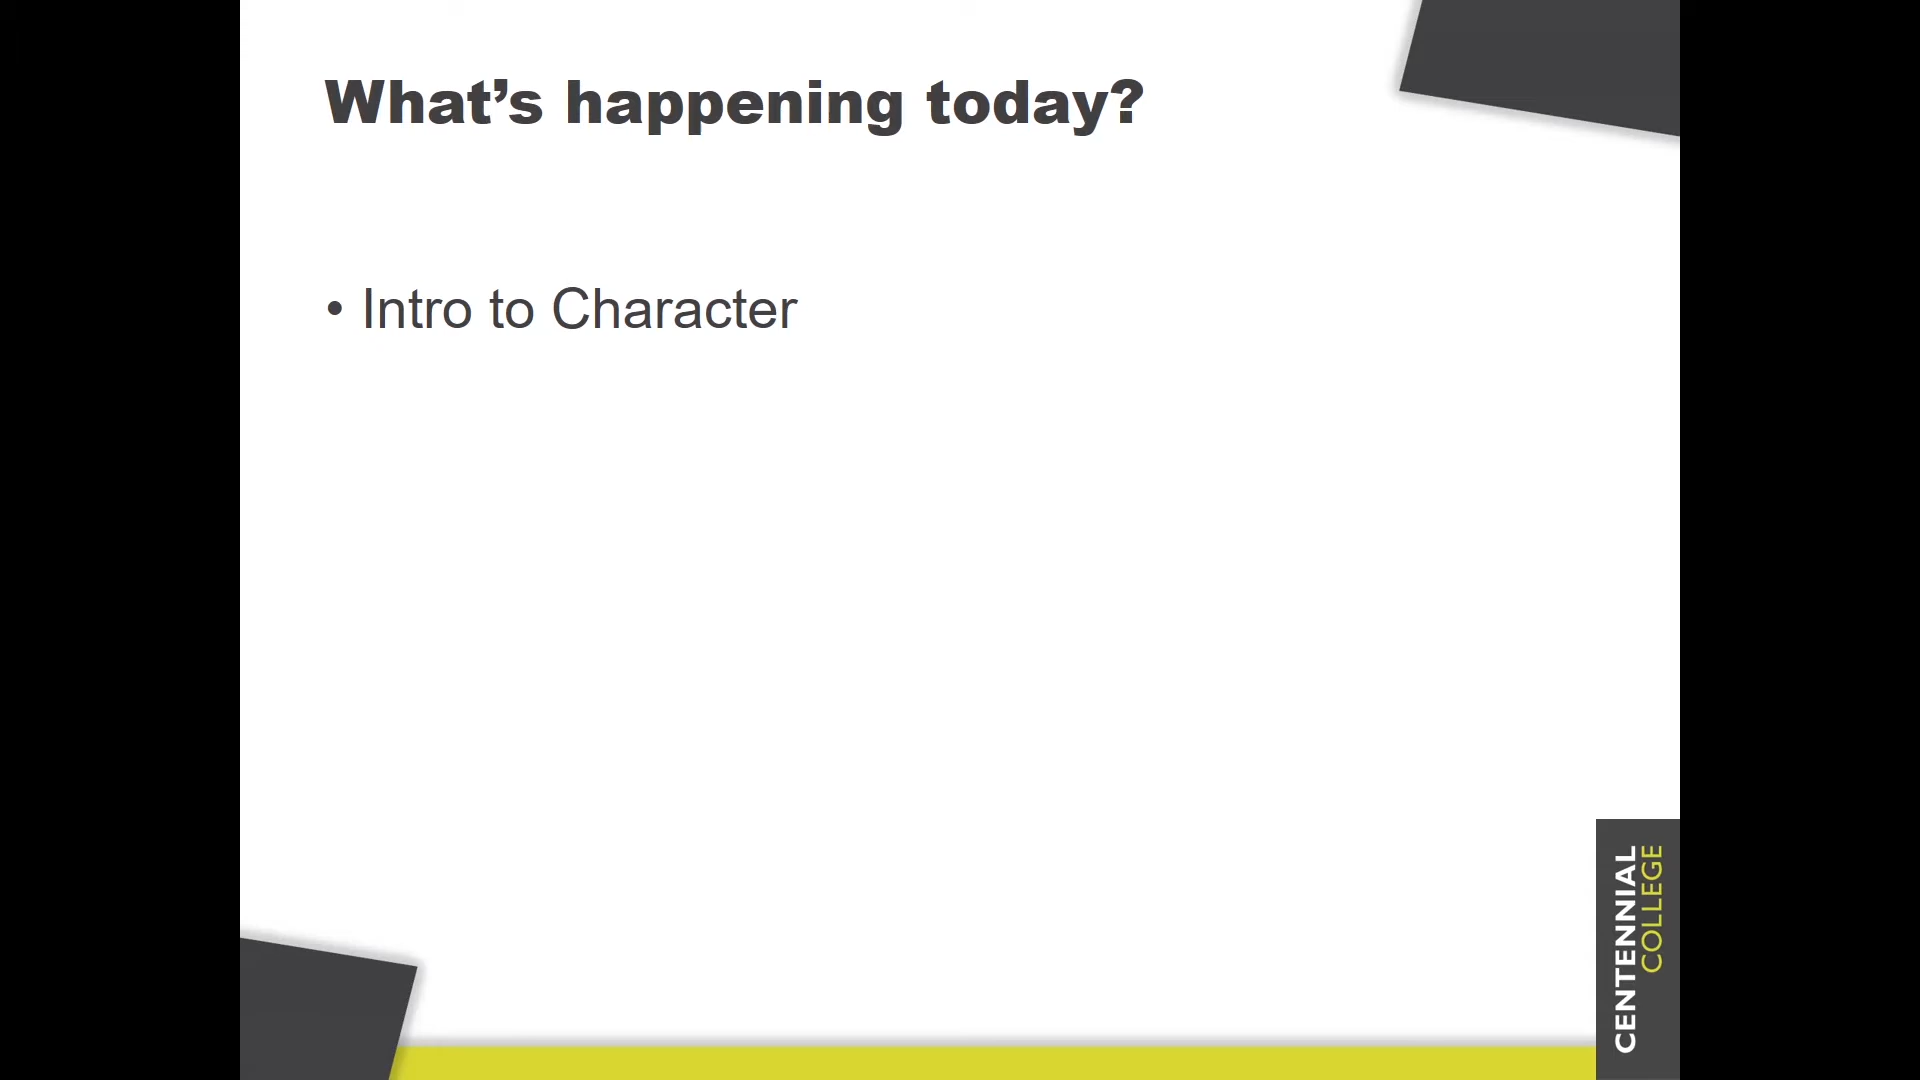 What’s happening today?
• Intro to Character
CENTENNIAL
COLLEGE